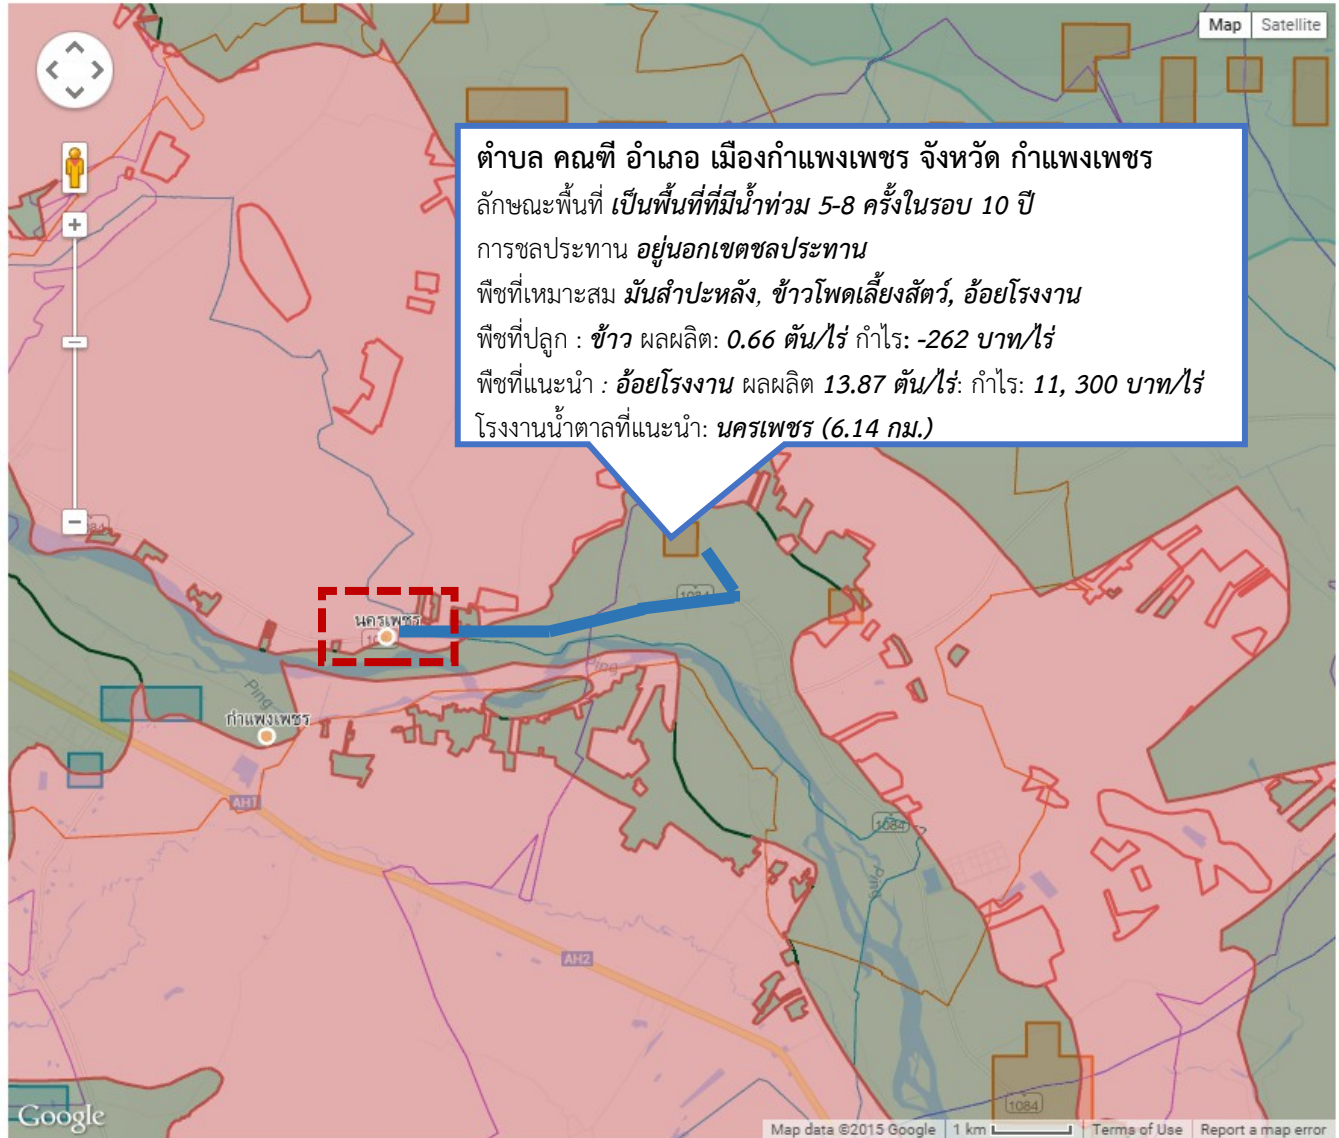 Map Satellite
ตำบล คณฑี อำเภอ เมืองกำแพงเพชร จังหวัด กำแพงเพชร
ลักษณะพื้นที่ เป็นพื้นที่ที่มีน้ำท่วม 5-8 ครั้งในรอบ 10 ปี
การชลประทาน อยู่นอกเขตชลประทาน
พืชที่เหมาะสม มันสำปะหลัง, ข้าวโพดเลี้ยงสัตว์, อ้อยโรงงาน
พืชที่ปลูก : ข้าว ผลผลิต: 0.66 ตัน/ไร่ กำไร: -262 บาท/ไร่
พืชที่แนะนำ : อ้อยโรงงาน ผลผลิต 13.87 ตัน/ไร่: กำไร: 11, 300 บาท/ไร่
โรงงานน้ำตาลที่แนะนำ: นครเพชร (6.14 กม.)
1084
นครเพชร
Ping
Ping
กำแพงเพชร
AH1
1084
Ping
AH2
1084
Google
Map data ©2015 Google 1 km Terms of Use Report a map error